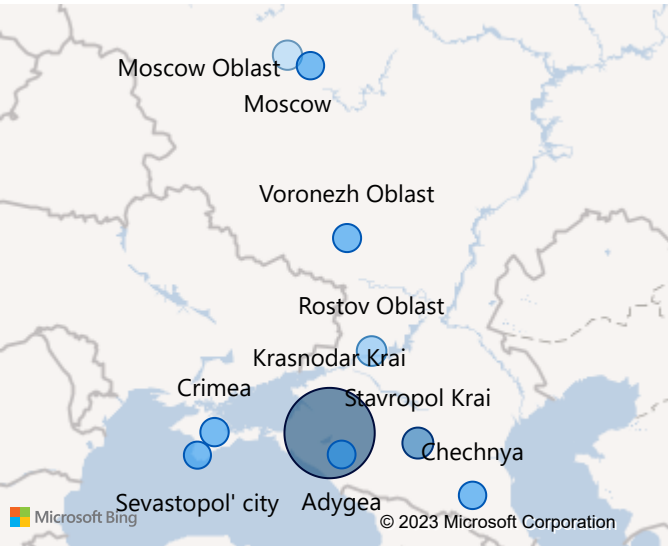 Moscow Oblast
Moscow
Voronezh Oblast
Rostov Oblast
Krasnodar Krai
Crimea
Stavropol Krai
Chechnya
Sevastopol' city
Adygea
Microsoft Bing
© 2023 Microsoft Corporation